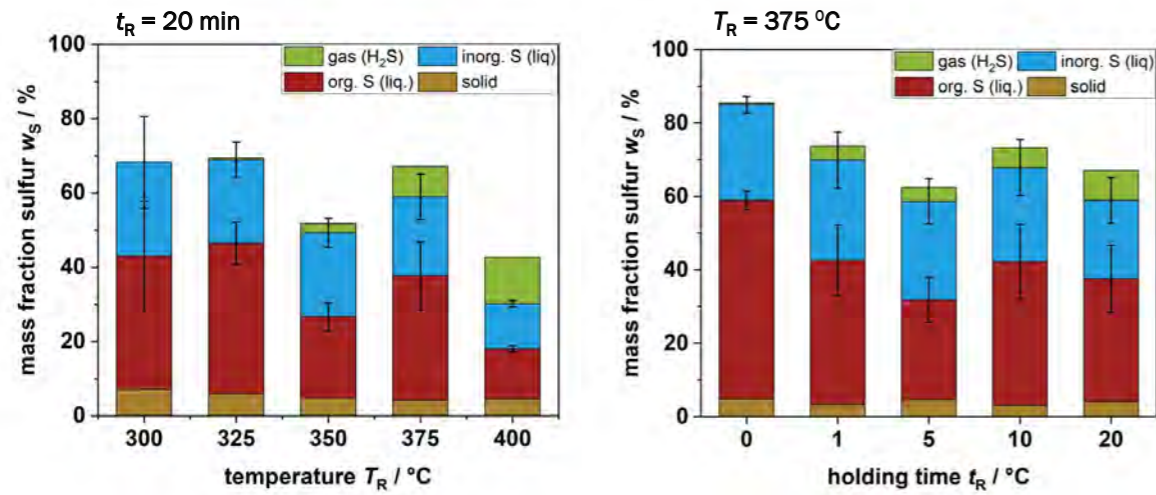 t_R = 20 min
100
80
60
40
20
0
mass fraction sulfur w_S / %
gas (H₂S)
inorg. S (liq)
org. S (liq.)
solid
300
325
350
375
400
temperature T_R / °C
T_R = 375 ⁰C
100
80
60
40
20
0
mass fraction sulfur w_S / %
gas (H₂S)
inorg. S (liq)
org. S (liq.)
solid
0
1
5
10
20
holding time t_R / °C